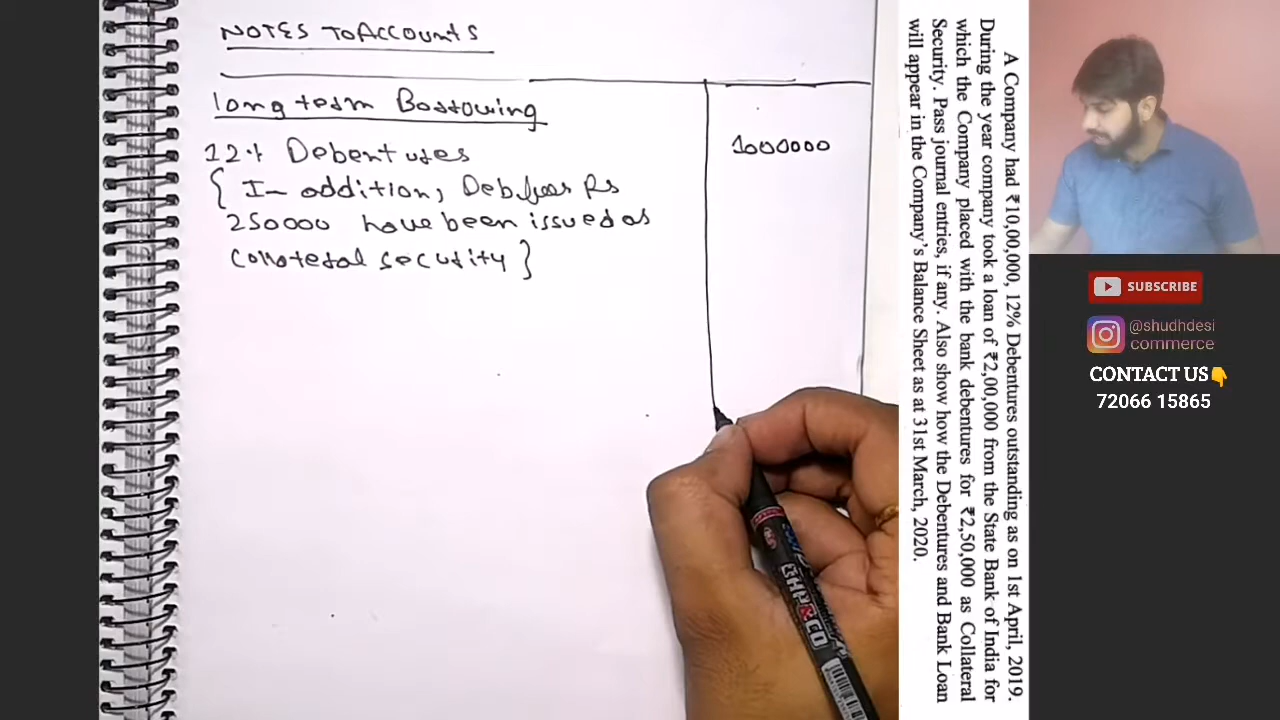 NOTES To Accounts
long term Borrowing
12% Debentures
1000000
{ In addition, Deb. for Rs
250000 have been issued as
Collateral security }
A Company had ₹10,00,000, 12% Debentures outstanding as on 1st April, 2019.
During the year company took a loan of ₹2,00,000 from the State Bank of India for
which the Company placed with the bank debentures for ₹2,50,000 as Collateral
Security. Pass journal entries, if any. Also show how the Debentures and Bank Loan
will appear in the Company's Balance Sheet as at 31st March, 2020.
SUBSCRIBE
@shudhdesi
commerce
CONTACT US👇
72066 15865